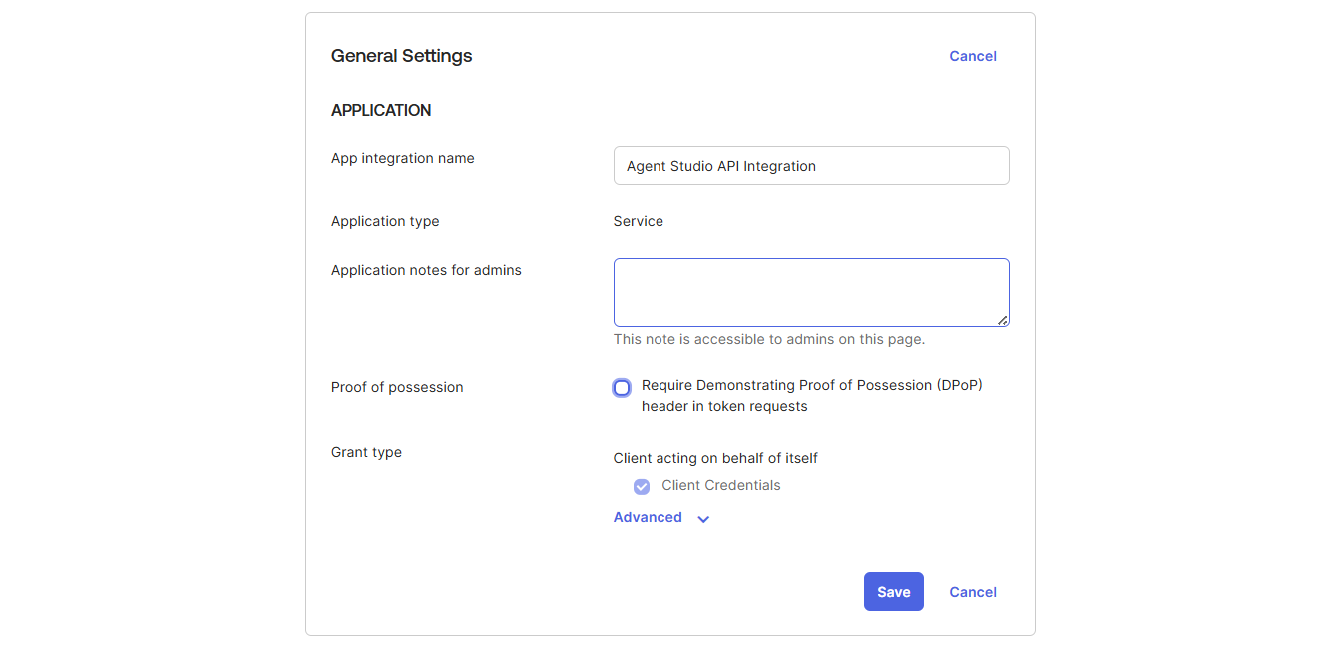 General Settings
Cancel
APPLICATION
App integration name
Agent Studio API Integration
Application type
Service
Application notes for admins
This note is accessible to admins on this page.
Proof of possession
Require Demonstrating Proof of Possession (DPoP)
header in token requests
Grant type
Client acting on behalf of itself
Client Credentials
Advanced
Save
Cancel